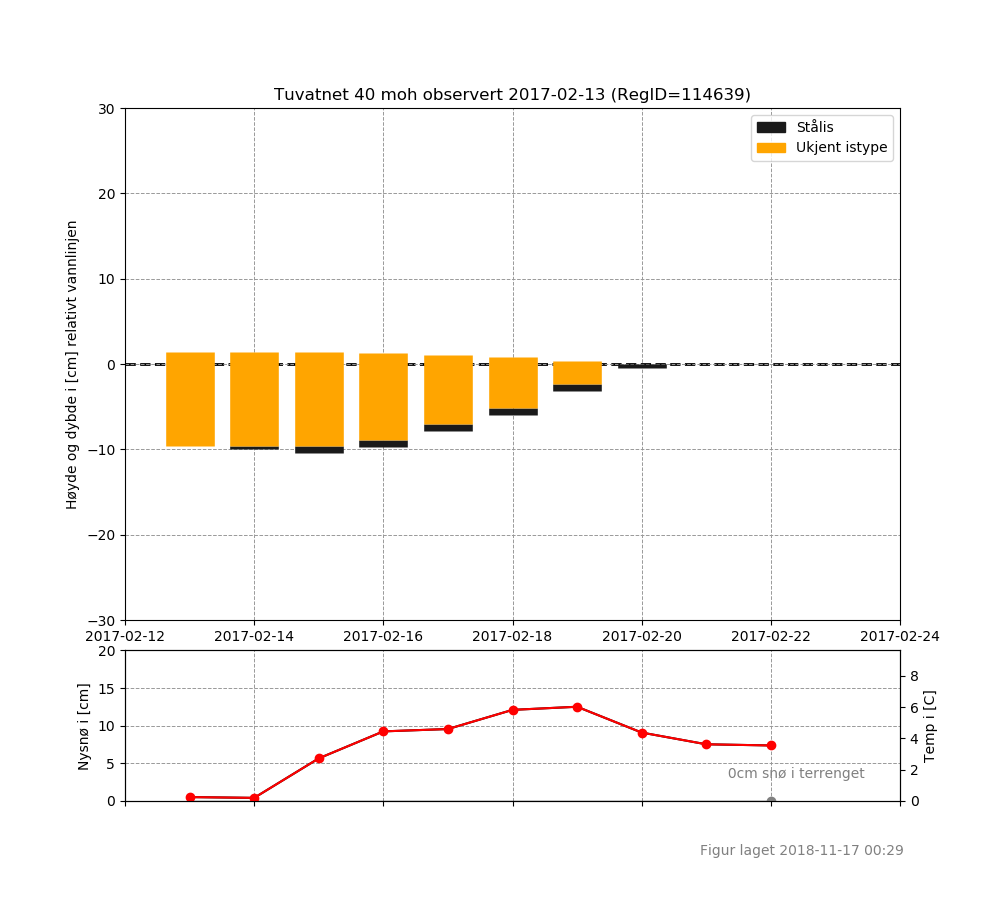 Tuvatnet 40 moh observert 2017-02-13 (RegID=114639)
Stålis
Ukjent istype
Høyde og dybde i [cm] relativt vannlinjen
30
20
10
0
−10
−20
−30
2017-02-12 2017-02-14 2017-02-16 2017-02-18 2017-02-20 2017-02-22 2017-02-24
Nysnø i [cm]
20
15
10
5
0
8
6
4
2
0
Temp i [C]
0cm snø i terrenget
Figur laget 2018-11-17 00:29